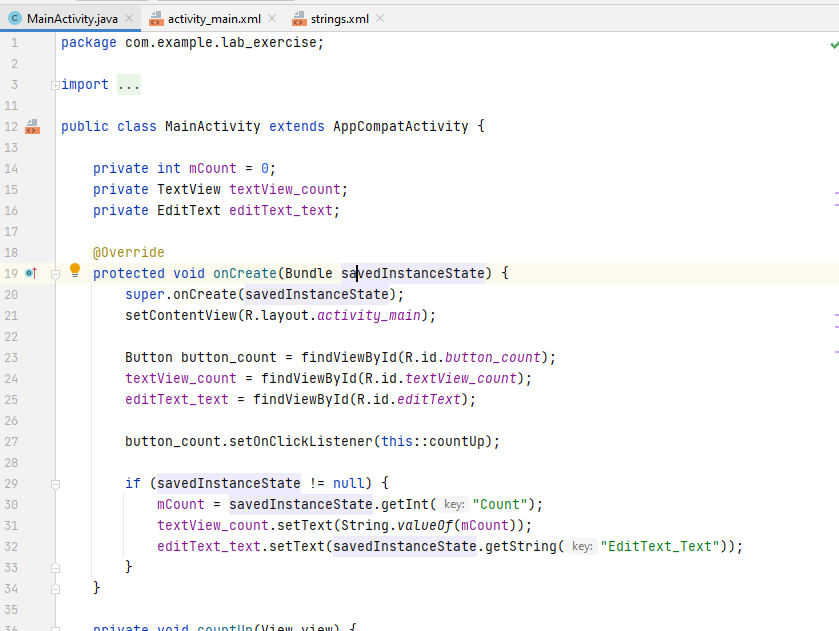 MainActivity.java activity_main.xml strings.xml
1 package com.example.lab_exercise;
2
3 import ...
11
12 public class MainActivity extends AppCompatActivity {
13
14 private int mCount = 0;
15 private TextView textView_count;
16 private EditText editText_text;
17
18 @Override
19 protected void onCreate(Bundle savedInstanceState) {
20 super.onCreate(savedInstanceState);
21 setContentView(R.layout.activity_main);
22
23 Button button_count = findViewById(R.id.button_count);
24 textView_count = findViewById(R.id.textView_count);
25 editText_text = findViewById(R.id.editText);
26
27 button_count.setOnClickListener(this::countUp);
28
29 if (savedInstanceState != null) {
30 mCount = savedInstanceState.getInt( key: "Count");
31 textView_count.setText(String.valueOf(mCount));
32 editText_text.setText(savedInstanceState.getString( key: "EditText_Text"));
33 }
34 }
35
36 private void countUp(View view) {